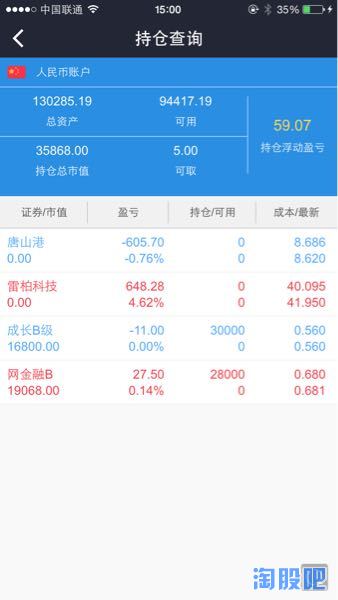 中国联通 15:00 35%
持仓查询
人民币账户
130285.19 94417.19
总资产 可用
59.07
持仓浮动盈亏
35868.00 5.00
持仓总市值 可取
证券/市值 盈亏 持仓/可用 成本/最新
唐山港 -605.70 0 8.686
0.00 -0.76% 0 8.620
雷柏科技 648.28 0 40.095
0.00 4.62% 0 41.950
成长B级 -11.00 30000 0.560
16800.00 0.00% 0 0.560
网金融B 27.50 28000 0.680
19068.00 0.14% 0 0.681
淘股吧